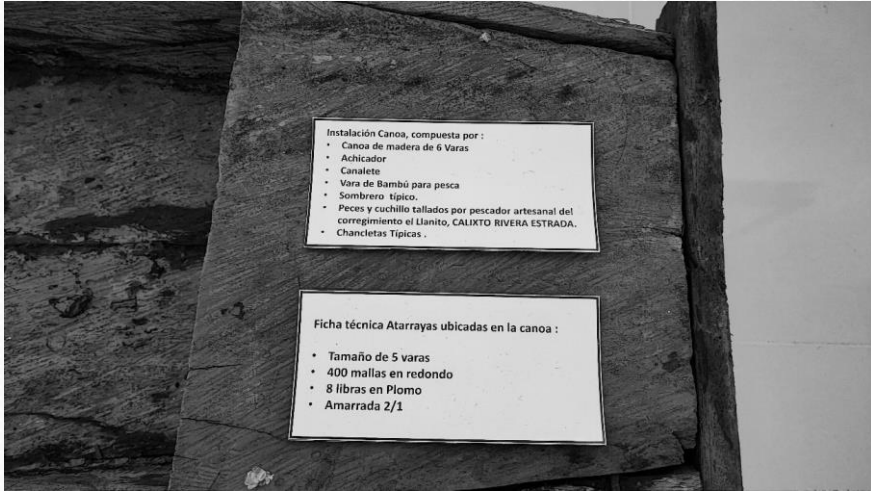 Instalación Canoa, compuesta por :
• Canoa de madera de 6 Varas
• Achicador
• Canalete
• Vara de Bambú para pesca
• Sombrero típico.
• Peces y cuchillo tallados por pescador artesanal del
corregimiento el Llanito, CALIXTO RIVERA ESTRADA.
• Chancletas Típicas .
Ficha técnica Atarrayas ubicadas en la canoa :
• Tamaño de 5 varas
• 400 mallas en redondo
• 8 libras en Plomo
• Amarrada 2/1